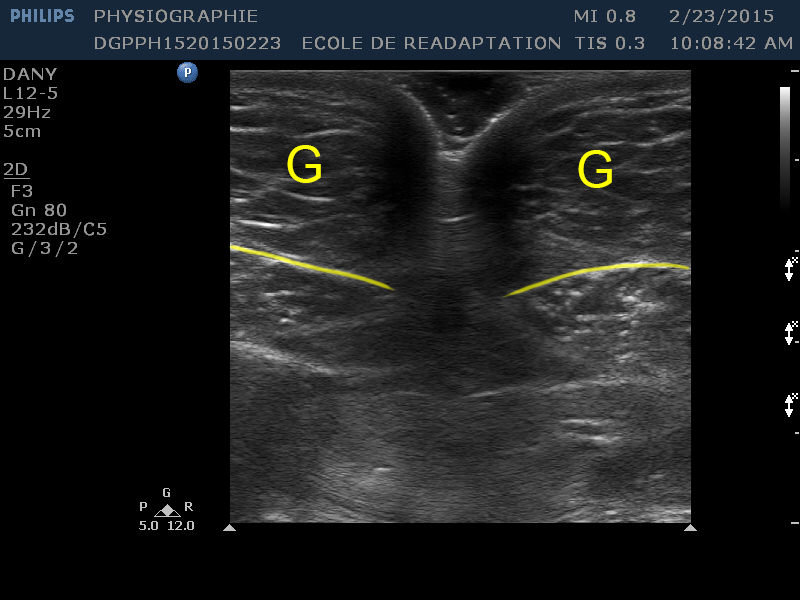 PHILIPS PHYSIOGRAPHIE MI 0.8 2/23/2015
DGPPH1520150223 ECOLE DE READAPTATION TIS 0.3 10:08:42 AM
DANY
L12-5
29Hz
5cm
P
2D
F3
Gn 80
232dB/C5
G/3/2
G
G
G
P R
5.0 12.0